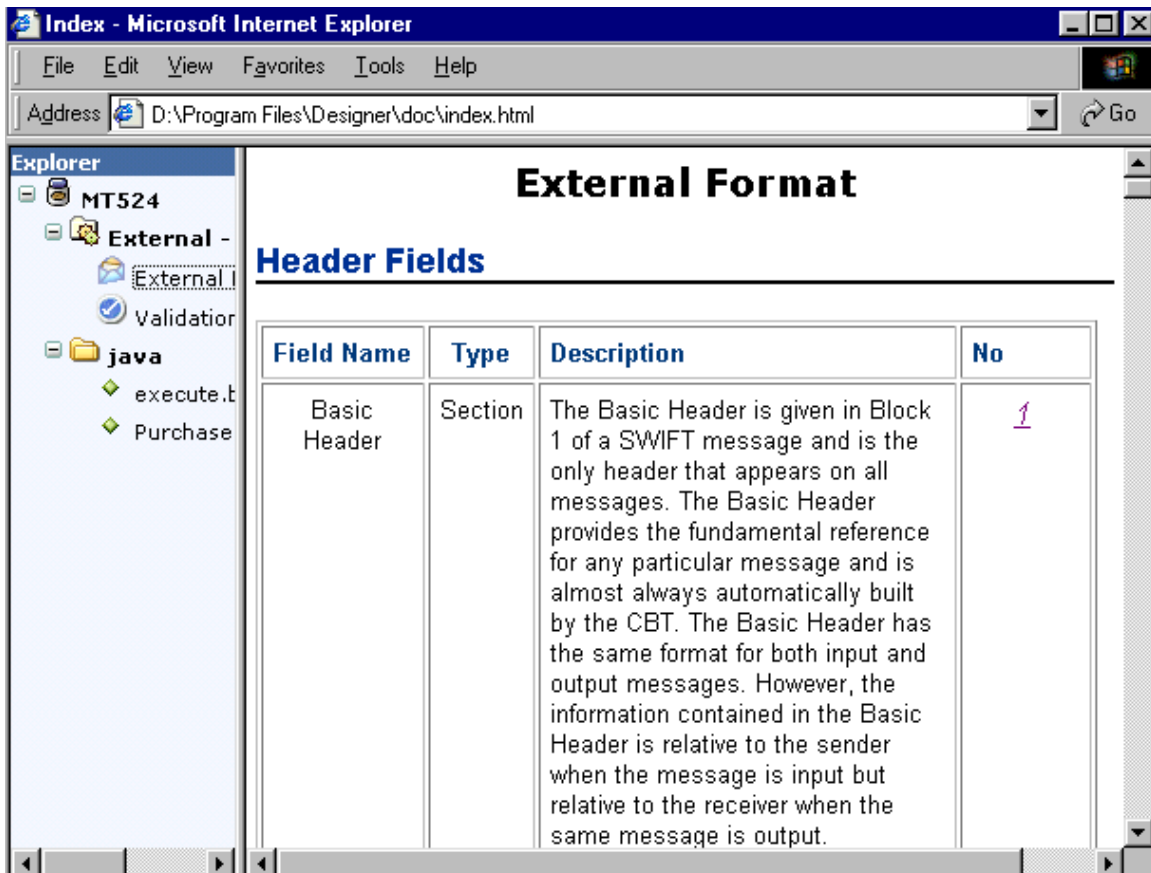 Index - Microsoft Internet Explorer
File Edit View Favorites Tools Help
Address D:\Program Files\Designer\doc\index.html Go
Explorer
MT524
External -
External
Validation
java
execute.b
Purchase
External Format
Header Fields
Field Name Type Description No
Basic Header Section The Basic Header is given in Block 1
1 of a SWIFT message and is the
only header that appears on all
messages. The Basic Header
provides the fundamental reference
for any particular message and is
almost always automatically built
by the CBT. The Basic Header has
the same format for both input and
output messages. However, the
information contained in the Basic
Header is relative to the sender
when the message is input but
relative to the receiver when the
same message is output.